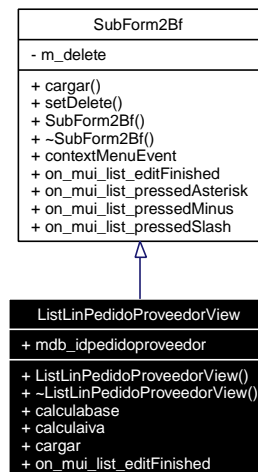 SubForm2Bf
- m_delete
+ cargar()
+ setDelete()
+ SubForm2Bf()
+ ~SubForm2Bf()
+ contextMenuEvent
+ on_mui_list_editFinished
+ on_mui_list_pressedAsterisk
+ on_mui_list_pressedMinus
+ on_mui_list_pressedSlash
ListLinPedidoProveedorView
+ mdb_idpedidoproveedor
+ ListLinPedidoProveedorView()
+ ~ListLinPedidoProveedorView()
+ calculabase
+ calculaiva
+ cargar
+ on_mui_list_editFinished